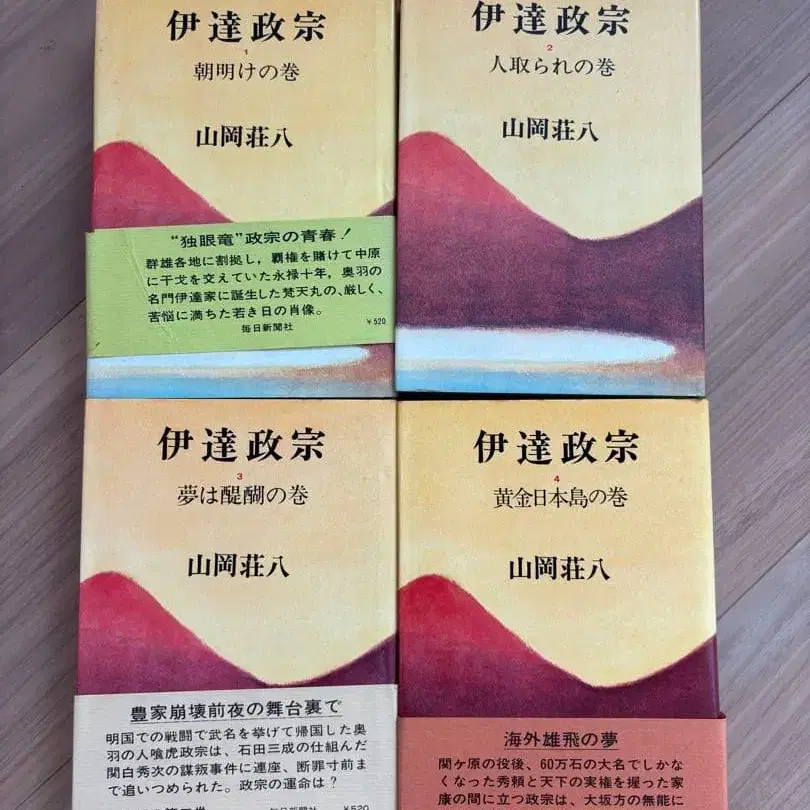 伊達政宗
1
朝明けの巻
山岡荘八
“独眼竜”政宗の青春！
群雄各地に割拠し，覇権を賭けて中原
に干戈を交えていた永禄十年，奥羽の
名門伊達家に誕生した梵天丸の、厳しく、
苦悩に満ちた若き日の肖像。
毎日新聞社
￥520
伊達政宗
2
人取られの巻
山岡荘八
伊達政宗
3
夢は醍醐の巻
山岡荘八
豊家崩壊前夜の舞台裏で
明国での戦闘で武名を挙げて帰国した奥
羽の人喰虎政宗は、石田三成の仕組んだ
関白秀次の謀叛事件に連座、断罪寸前ま
で追いつめられた。政宗の運命は？
毎日新聞社
￥520
伊達政宗
4
黄金日本島の巻
山岡荘八
海外雄飛の夢
関ヶ原の役後、60万石の大名でしかな
くなった秀頼と天下の実権を握った家
康の間に立つ政宗は、大坂方の無能に